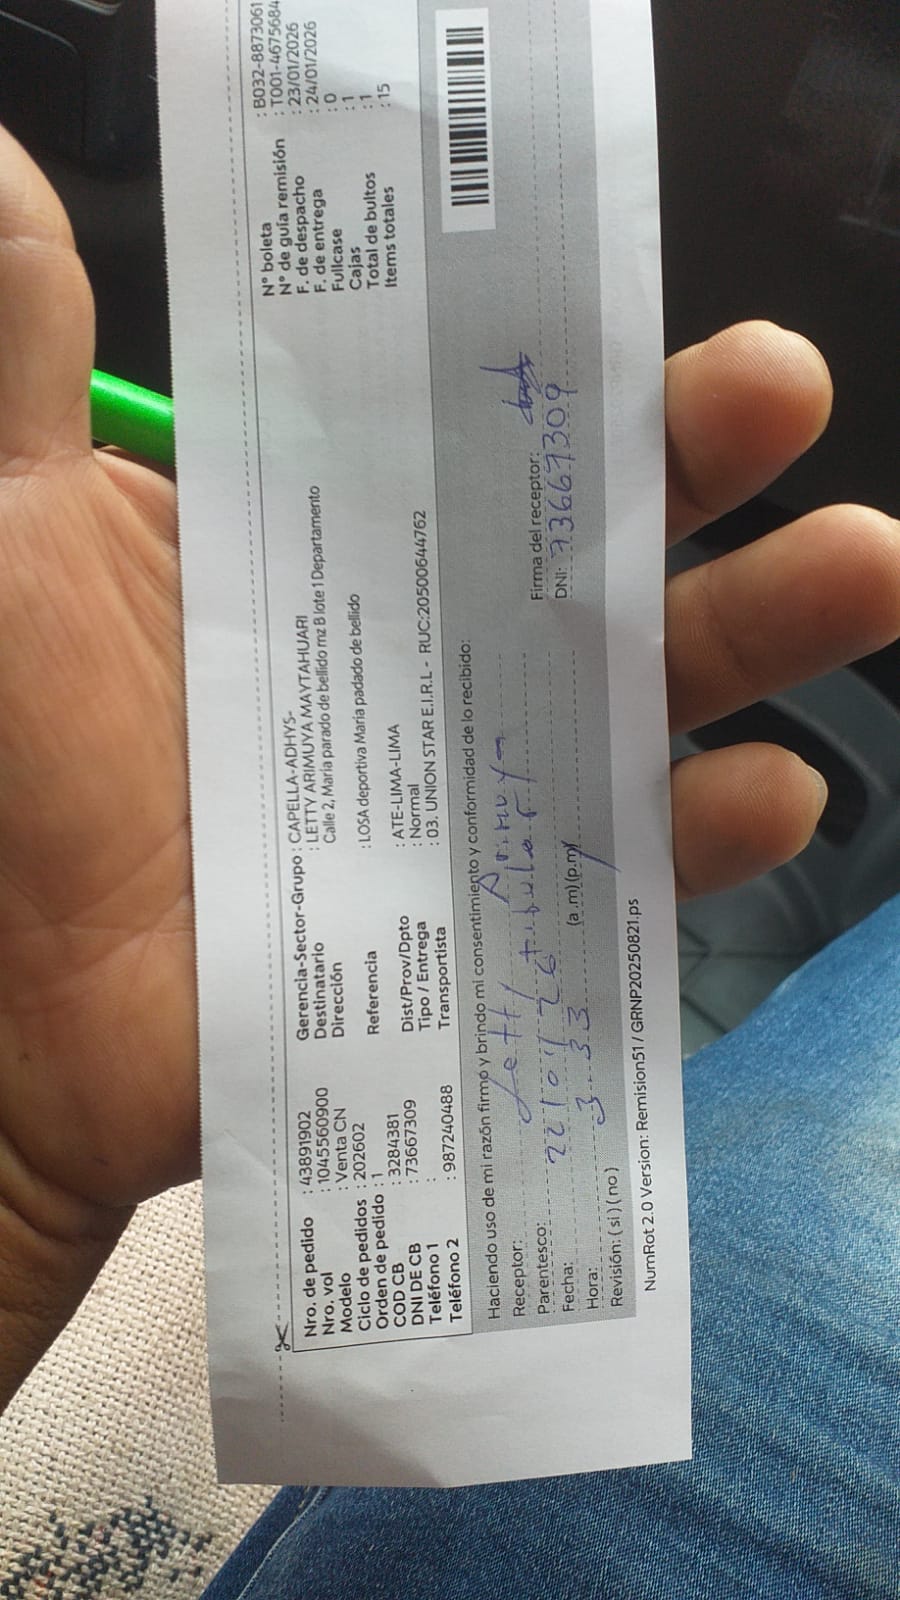 Nro. de pedido : 43891902
Nro. vol : 1045560900
Modelo : Venta CN
Ciclo de pedidos : 202602
Orden de pedido : 1
COD CB : 3284381
DNI DE CB : 73667309
Teléfono 1 :
Teléfono 2 : 987240488
Gerencia-Sector-Grupo : CAPELLA-ADHYS-
Destinatario : LETTY ARIMUYA MAYTAHUARI
Dirección Calle 2, Maria parado de bellido mz B lote 1 Departamento
Referencia : LOSA deportiva María padado de bellido
Dist/Prov/Dpto : ATE-LIMA-LIMA
Tipo / Entrega : Normal
Transportista : 03. UNION STAR E.I.R.L - RUC:20500644762
N° boleta : B032-8873061
N° de guía remisión : T001-4675684
F. de despacho : 23/01/2026
F. de entrega : 24/01/2026
Fullcase : 0
Cajas : 1
Total de bultos : 1
Items totales : 15
Haciendo uso de mi razón firmo y brindo mi consentimiento y conformidad de lo recibido:
Receptor: Letty Arimuya
Parentesco: titular
Fecha:
Hora: 3 33 (a .m)(p.m)
Revisión: ( si ) ( no )
Firma del receptor:
DNI: 73667309
NumRot 2.0 Version: Remision51 / GRNP20250821.ps